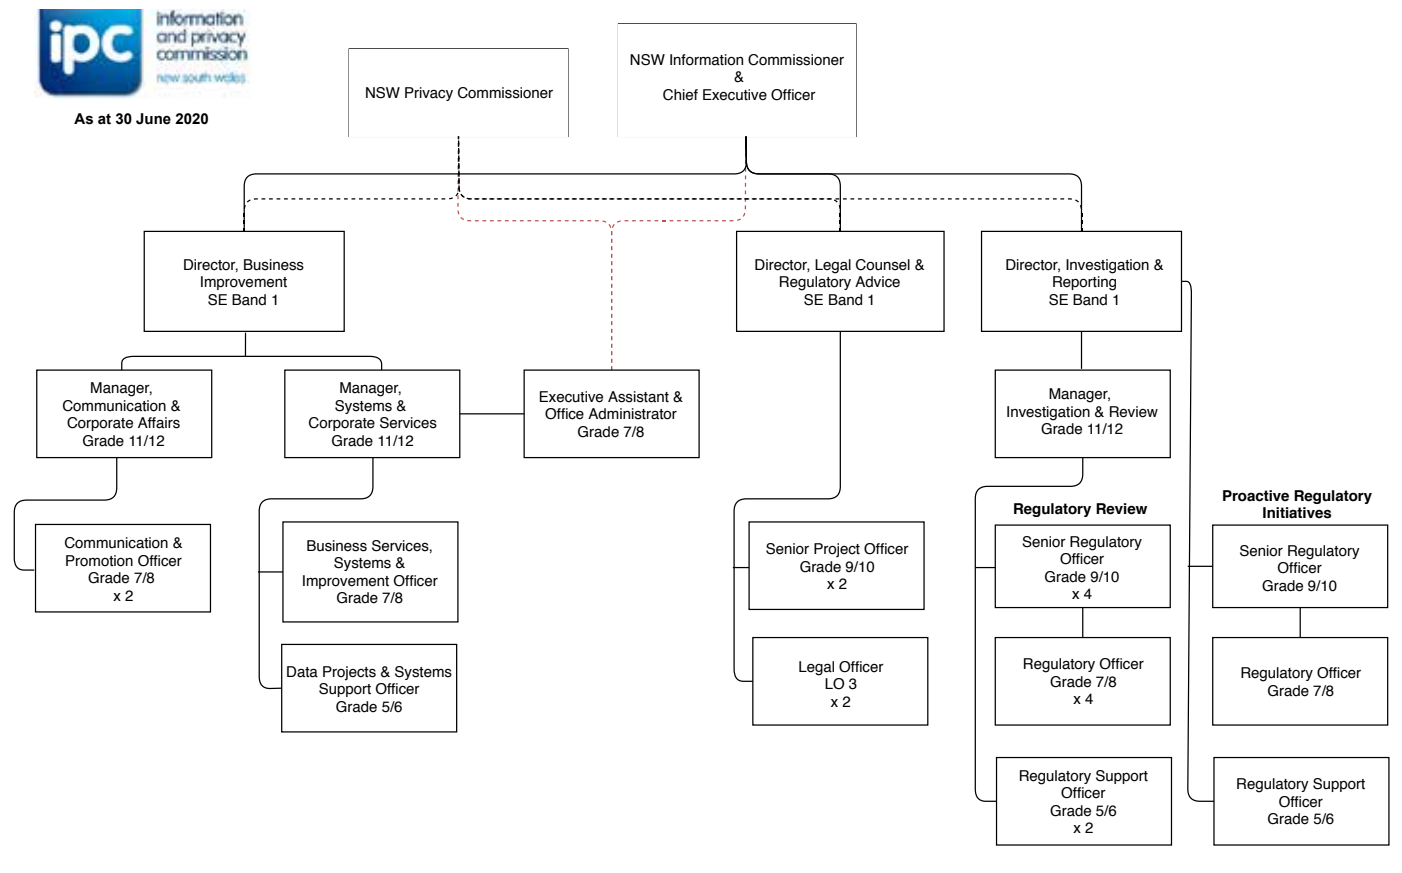 ipc
information
and privacy
commission
new south wales
As at 30 June 2020
NSW Privacy Commissioner
NSW Information Commissioner
&
Chief Executive Officer
Director, Business
Improvement
SE Band 1
Director, Legal Counsel &
Regulatory Advice
SE Band 1
Director, Investigation &
Reporting
SE Band 1
Manager,
Communication &
Corporate Affairs
Grade 11/12
Manager,
Systems &
Corporate Services
Grade 11/12
Executive Assistant &
Office Administrator
Grade 7/8
Manager,
Investigation & Review
Grade 11/12
Communication &
Promotion Officer
Grade 7/8
x 2
Business Services,
Systems &
Improvement Officer
Grade 7/8
Data Projects & Systems
Support Officer
Grade 5/6
Senior Project Officer
Grade 9/10
x 2
Legal Officer
LO 3
x 2
Regulatory Review
Senior Regulatory
Officer
Grade 9/10
x 4
Regulatory Officer
Grade 7/8
x 4
Regulatory Support
Officer
Grade 5/6
x 2
Proactive Regulatory
Initiatives
Senior Regulatory
Officer
Grade 9/10
Regulatory Officer
Grade 7/8
Regulatory Support
Officer
Grade 5/6